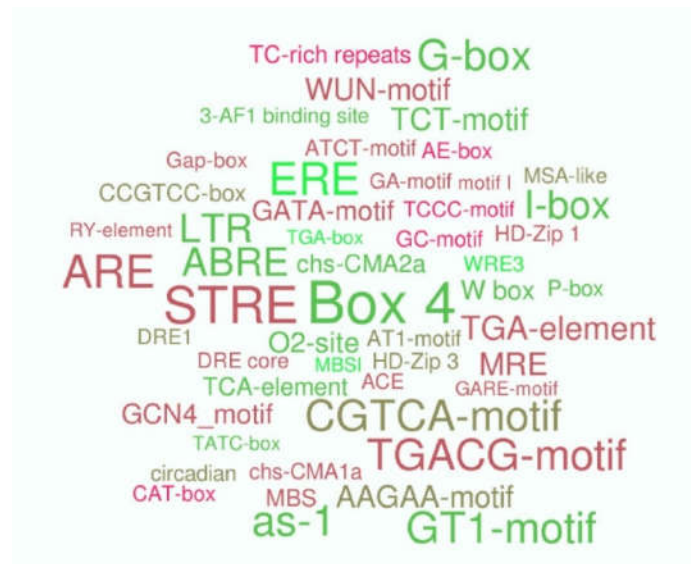 TC-rich repeats G-box
WUN-motif
3-AF1 binding site TCT-motif
ATCT-motif AE-box
Gap-box ERE GA-motif motif I MSA-like
CCGTCC-box GATA-motif TCCC-motif I-box
RY-element LTR TGA-box GC-motif HD-Zip 1
ARE ABRE chs-CMA2a WRE3
STRE Box 4 W box P-box
DRE1 O2-site AT1-motif TGA-element
DRE core MBSI HD-Zip 3 MRE
TCA-element ACE GARE-motif
GCN4_motif CGTCA-motif
TATC-box TGACG-motif
circadian chs-CMA1a
CAT-box MBS AAGAA-motif
as-1 GT1-motif